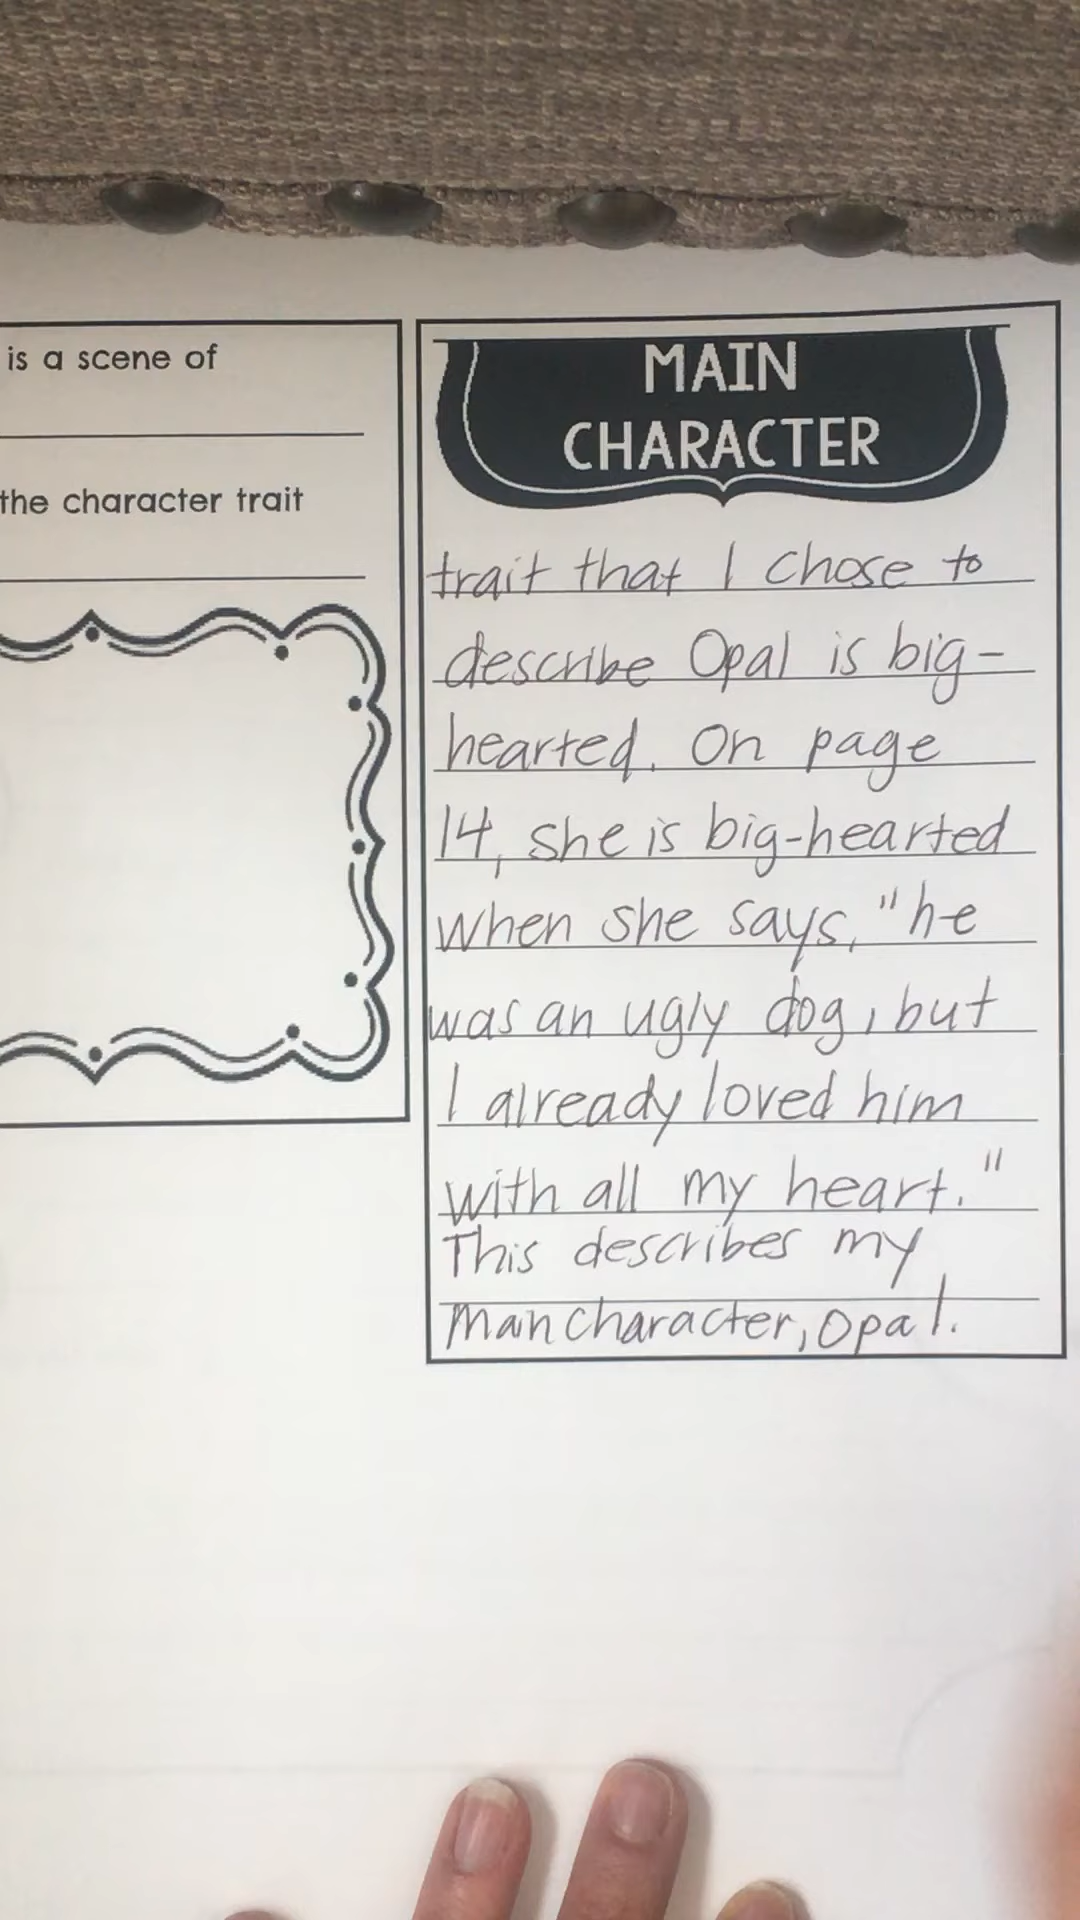 is a scene of
the character trait
MAIN
CHARACTER
trait that I chose to
describe Opal is big-
hearted. On page
14, she is big-hearted
when she says, "he
was an ugly dog, but
I already loved him
with all my heart."
This describes my
man character, Opal.